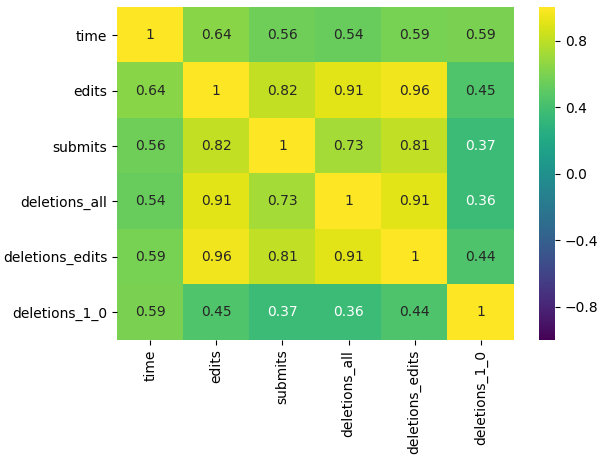 time 1 0.64 0.56 0.54 0.59 0.59
edits 0.64 1 0.82 0.91 0.96 0.45
submits 0.56 0.82 1 0.73 0.81 0.37
deletions_all 0.54 0.91 0.73 1 0.91 0.36
deletions_edits 0.59 0.96 0.81 0.91 1 0.44
deletions_1_0 0.59 0.45 0.37 0.36 0.44 1
time edits submits deletions_all deletions_edits deletions_1_0
0.8
0.4
0.0
−0.4
−0.8